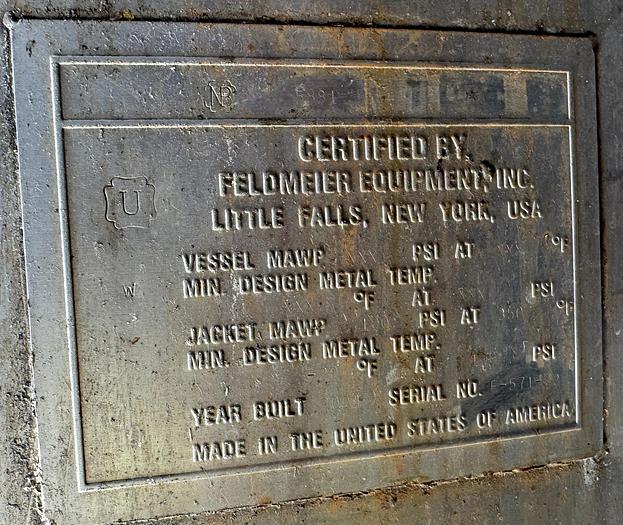 NB
CERTIFIED BY,
FELDMEIER EQUIPMENT, INC.
U
LITTLE FALLS, NEW YORK, USA
VESSEL MAWP PSI AT °F
MIN. DESIGN METAL TEMP.
W
°F AT PSI
JACKET MAWP PSI AT °F
MIN. DESIGN METAL TEMP.
°F AT PSI
YEAR BUILT SERIAL NO.
MADE IN THE UNITED STATES OF AMERICA